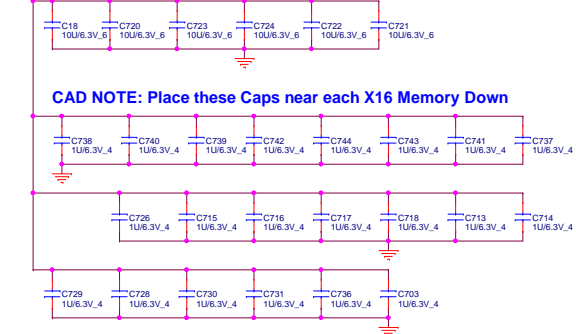 C18 C720 C723 C724 C722 C721
10U/6.3V_6 10U/6.3V_6 10U/6.3V_6 10U/6.3V_6 10U/6.3V_6 10U/6.3V_6
CAD NOTE: Place these Caps near each X16 Memory Down
C738 C740 C739 C742 C744 C743 C741 C737
1U/6.3V_4 1U/6.3V_4 1U/6.3V_4 1U/6.3V_4 1U/6.3V_4 1U/6.3V_4 1U/6.3V_4 1U/6.3V_4
C726 C715 C716 C717 C718 C713 C714
1U/6.3V_4 1U/6.3V_4 1U/6.3V_4 1U/6.3V_4 1U/6.3V_4 1U/6.3V_4 1U/6.3V_4
C729 C728 C730 C731 C736 C703
1U/6.3V_4 1U/6.3V_4 1U/6.3V_4 1U/6.3V_4 1U/6.3V_4 1U/6.3V_4